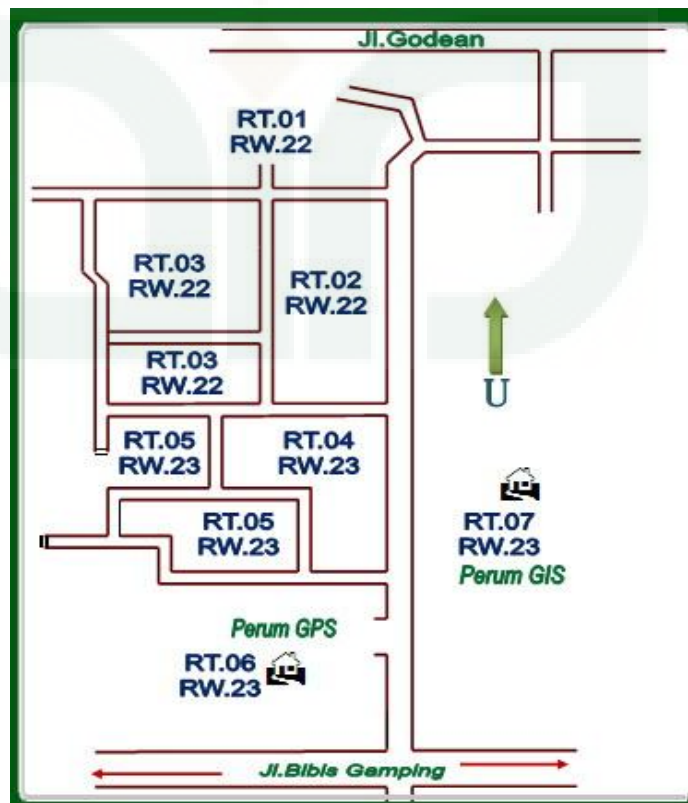 Jl.Godean
RT.01
RW.22
RT.03
RW.22
RT.02
RW.22
RT.03
RW.22
U
RT.05
RW.23
RT.04
RW.23
RT.05
RW.23
RT.07
RW.23
Perum GIS
Perum GPS
RT.06
RW.23
Jl.Bibis Gamping